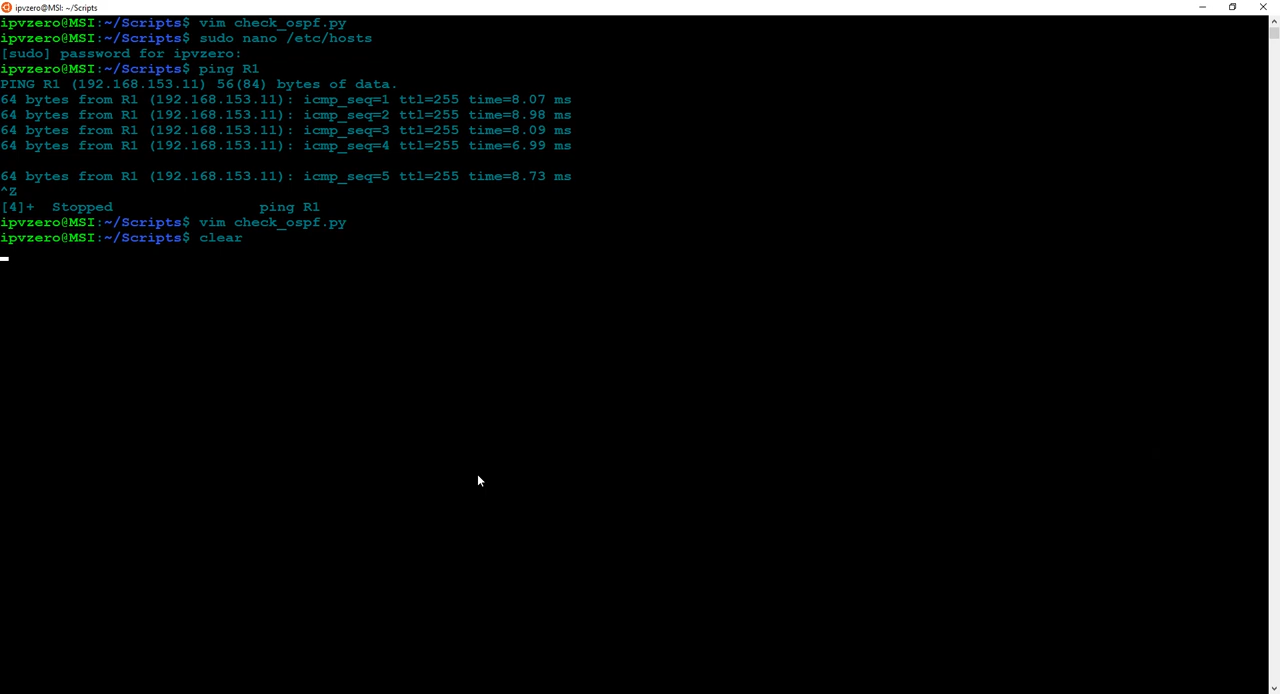 ipvzero@MSI: ~/Scripts
ipvzero@MSI:~/Scripts$ vim check_ospf.py
ipvzero@MSI:~/Scripts$ sudo nano /etc/hosts
[sudo] password for ipvzero:
ipvzero@MSI:~/Scripts$ ping R1
PING R1 (192.168.153.11) 56(84) bytes of data.
64 bytes from R1 (192.168.153.11): icmp_seq=1 ttl=255 time=8.07 ms
64 bytes from R1 (192.168.153.11): icmp_seq=2 ttl=255 time=8.98 ms
64 bytes from R1 (192.168.153.11): icmp_seq=3 ttl=255 time=8.09 ms
64 bytes from R1 (192.168.153.11): icmp_seq=4 ttl=255 time=6.99 ms
64 bytes from R1 (192.168.153.11): icmp_seq=5 ttl=255 time=8.73 ms
^Z
[4]+  Stopped                 ping R1
ipvzero@MSI:~/Scripts$ vim check_ospf.py
ipvzero@MSI:~/Scripts$ clear